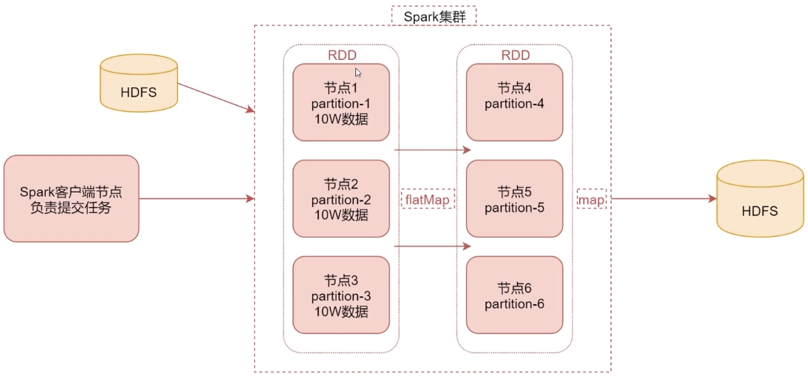 Spark集群
HDFS
Spark客户端节点
负责提交任务
RDD
节点1
partition-1
10W数据
节点2
partition-2
10W数据
节点3
partition-3
10W数据
flatMap
RDD
节点4
partition-4
节点5
partition-5
节点6
partition-6
map
HDFS